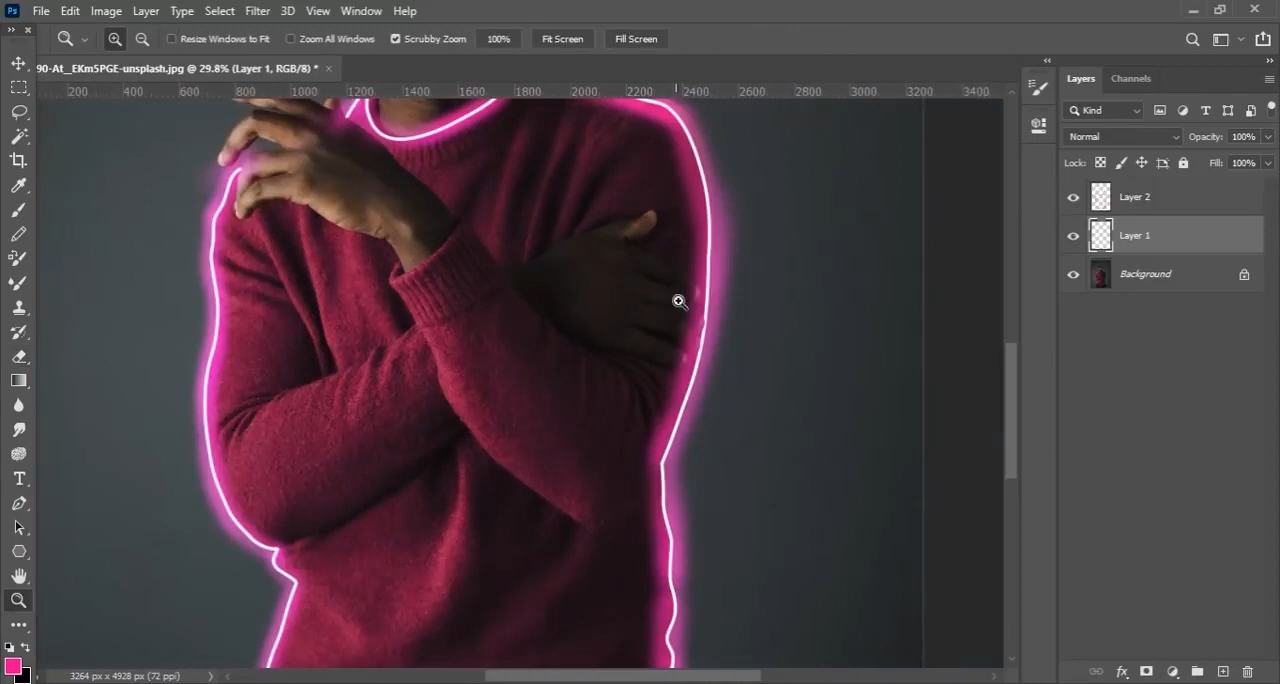 Ps File Edit Image Layer Type Select Filter 3D View Window Help
Resize Windows to Fit Zoom All Windows Scrubby Zoom 100% Fit Screen Fill Screen
90-At__EKm5PGE-unsplash.jpg @ 29.8% (Layer 1, RGB/8) * ×
200 400 600 800 1000 1200 1400 1600 1800 2000 2200 2400 2600 2800 3000 3200 3400
Layers Channels
Kind
Normal Opacity: 100%
Lock: Fill: 100%
Layer 2
Layer 1
Background
3264 px x 4928 px (72 ppi)